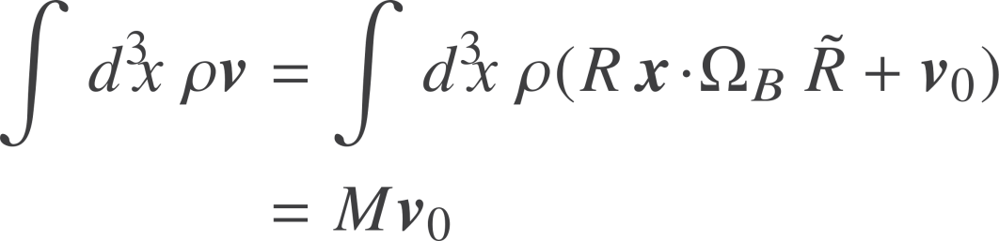 ∫ d³x ρv = ∫ d³x ρ(R x·Ω_B R̃ + v₀)
= Mv₀